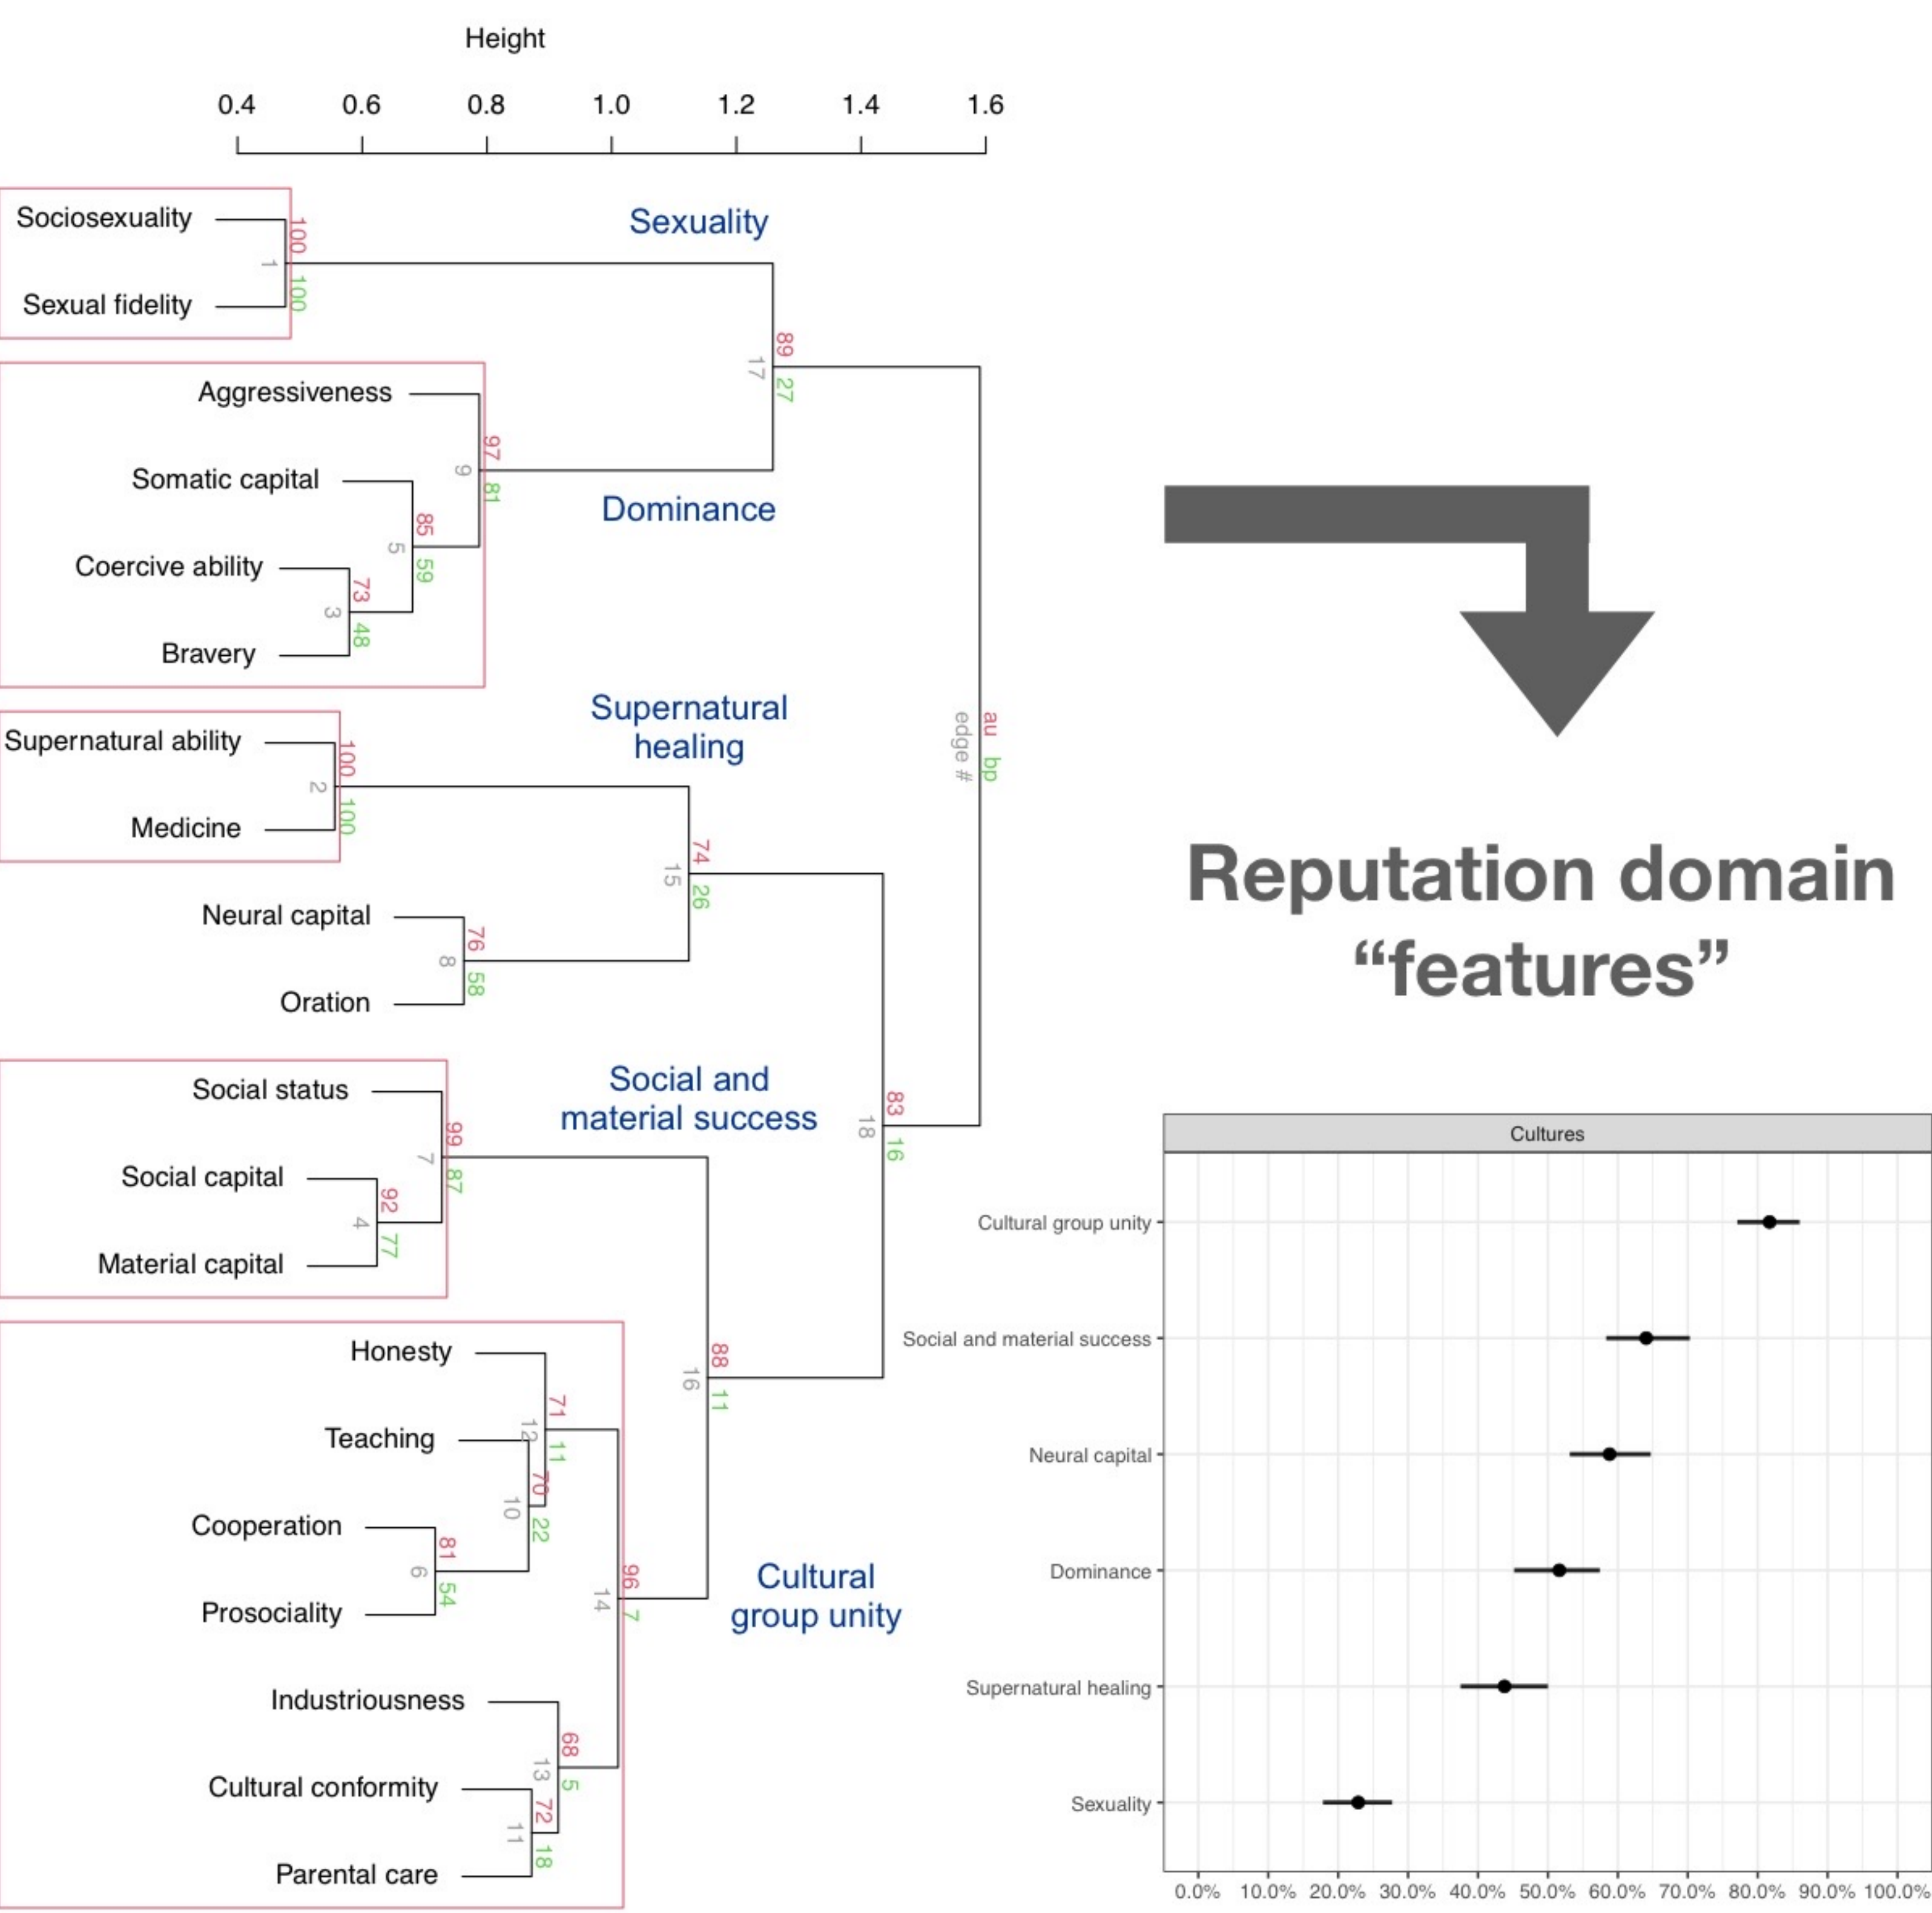 Height
0.4 0.6 0.8 1.0 1.2 1.4 1.6
Sociosexuality
Sexual fidelity
1
100
100
Sexuality
Aggressiveness
Somatic capital
Coercive ability
Bravery
3
73
48
5
85
59
9
97
81
Dominance
17
89
27
Supernatural ability
Medicine
2
100
100
Supernatural
healing
Neural capital
Oration
8
76
58
15
74
26
edge #
au bp
Social status
Social capital
Material capital
4
92
77
7
99
87
Social and
material success
18
83
16
Honesty
Teaching
Cooperation
Prosociality
6
81
54
10
70
22
12
71
11
Industriousness
Cultural conformity
Parental care
11
72
18
13
68
5
14
96
7
16
88
11
Cultural
group unity
Reputation domain
“features”
Cultures
Cultural group unity
Social and material success
Neural capital
Dominance
Supernatural healing
Sexuality
0.0% 10.0% 20.0% 30.0% 40.0% 50.0% 60.0% 70.0% 80.0% 90.0% 100.0%